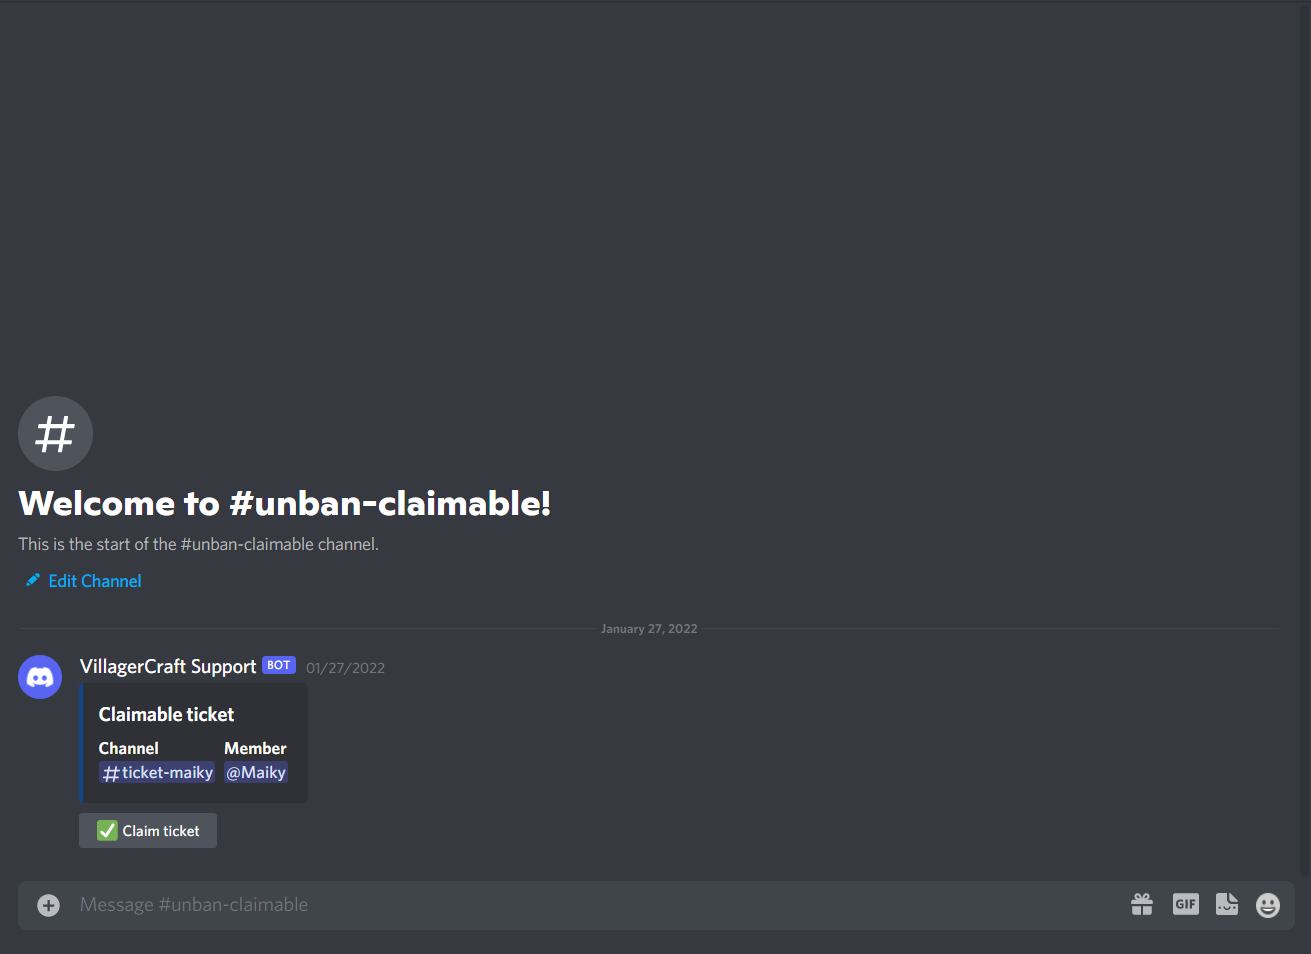 Welcome to #unban-claimable!
This is the start of the #unban-claimable channel.
Edit Channel
January 27, 2022
VillagerCraft Support BOT 01/27/2022
Claimable ticket
Channel Member
#ticket-maiky @Maiky
Claim ticket
Message #unban-claimable GIF